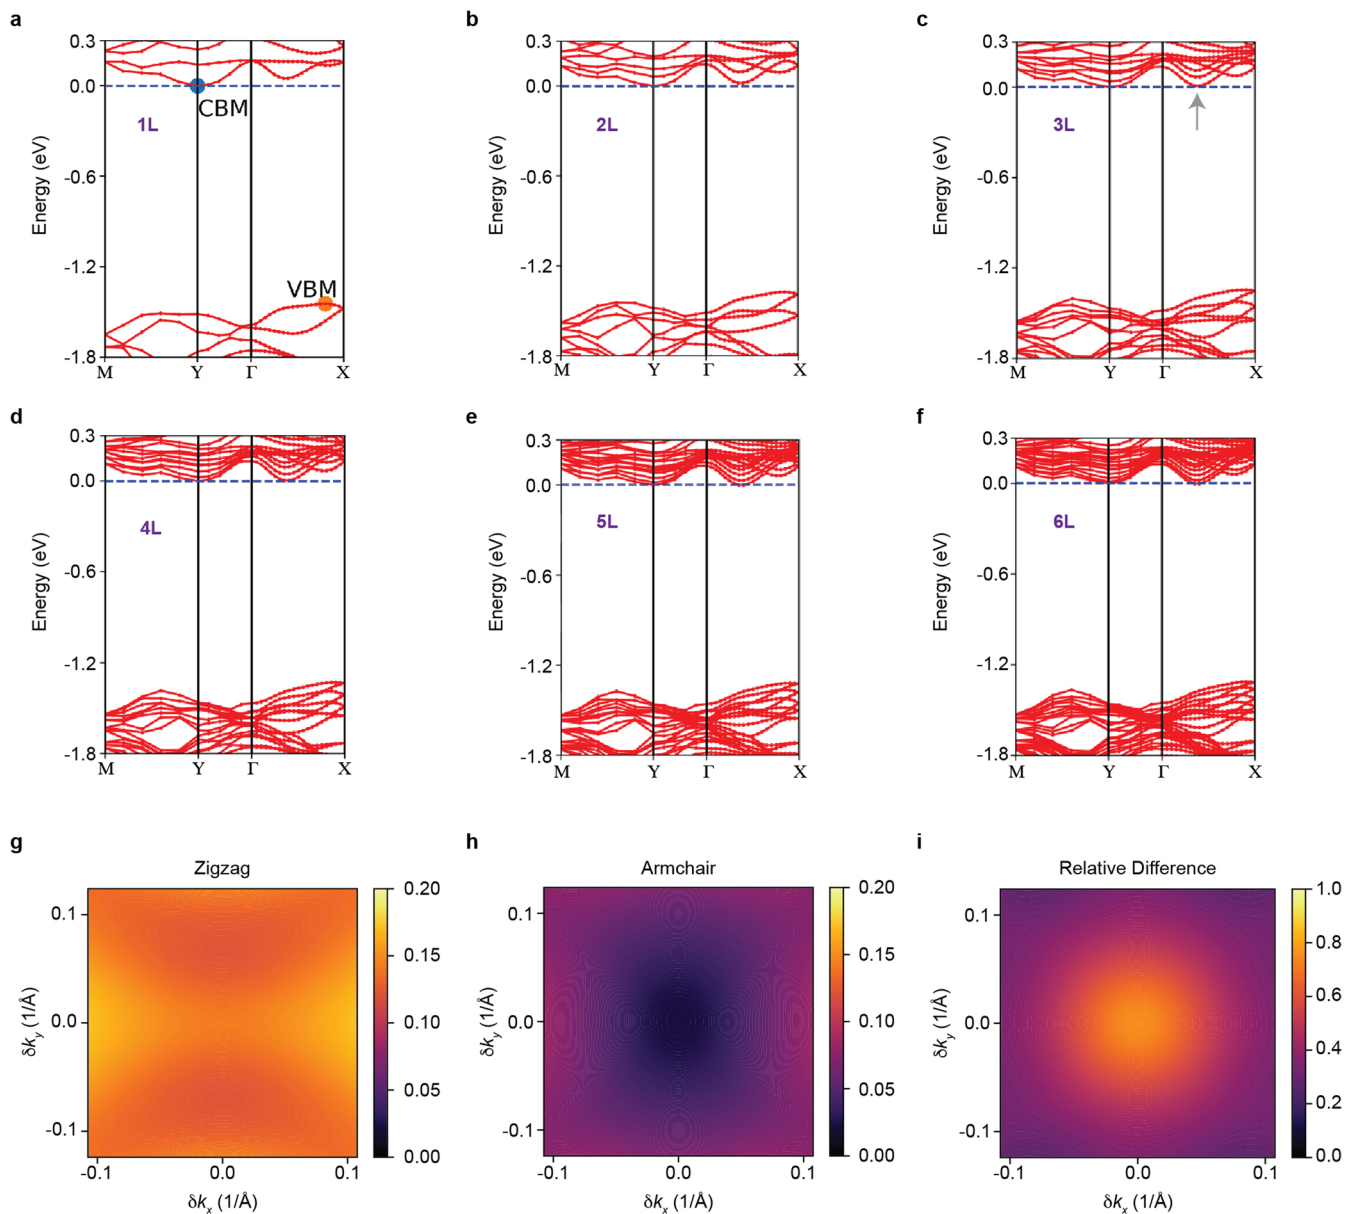 a
0.3
0.0
-0.6
-1.2
-1.8
Energy (eV)
1L
CBM
VBM
M Y Γ X
b
0.3
0.0
-0.6
-1.2
-1.8
Energy (eV)
2L
M Y Γ X
c
0.3
0.0
-0.6
-1.2
-1.8
Energy (eV)
3L
M Y Γ X
d
0.3
0.0
-0.6
-1.2
-1.8
Energy (eV)
4L
M Y Γ X
e
0.3
0.0
-0.6
-1.2
-1.8
Energy (eV)
5L
M Y Γ X
f
0.3
0.0
-0.6
-1.2
-1.8
Energy (eV)
6L
M Y Γ X
g
Zigzag
0.1
0.0
-0.1
δky (1/Å)
-0.1 0.0 0.1
δkx (1/Å)
0.20
0.15
0.10
0.05
0.00
h
Armchair
0.1
0.0
-0.1
δky (1/Å)
-0.1 0.0 0.1
δkx (1/Å)
0.20
0.15
0.10
0.05
0.00
i
Relative Difference
0.1
0.0
-0.1
δky (1/Å)
-0.1 0.0 0.1
δkx (1/Å)
1.0
0.8
0.6
0.4
0.2
0.0